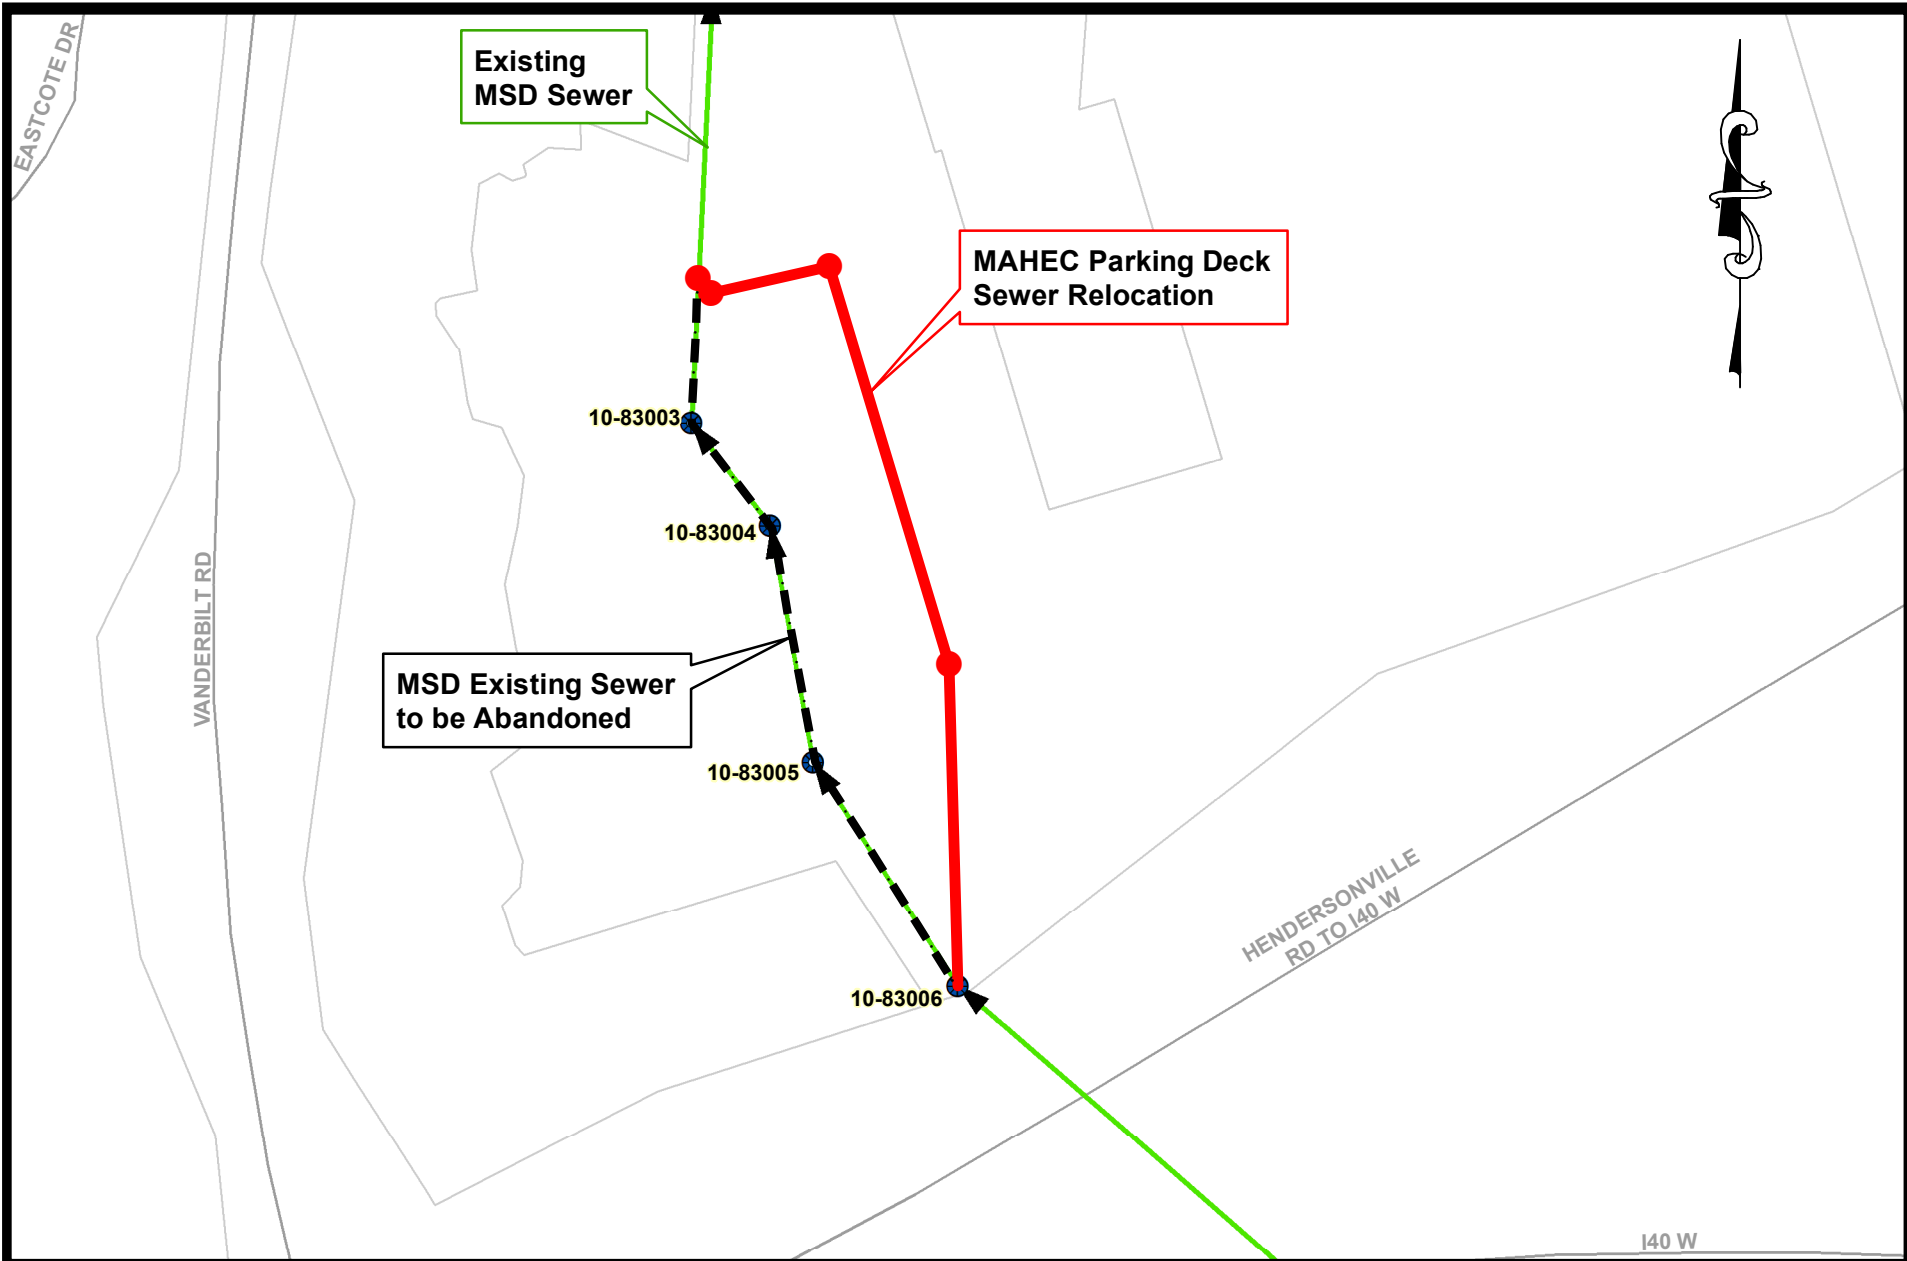 EASTCOTE DR
Existing
MSD Sewer
MAHEC Parking Deck
Sewer Relocation
10-83003
10-83004
VANDERBILT RD
MSD Existing Sewer
to be Abandoned
10-83005
HENDERSONVILLE
RD TO I40 W
10-83006
I40 W